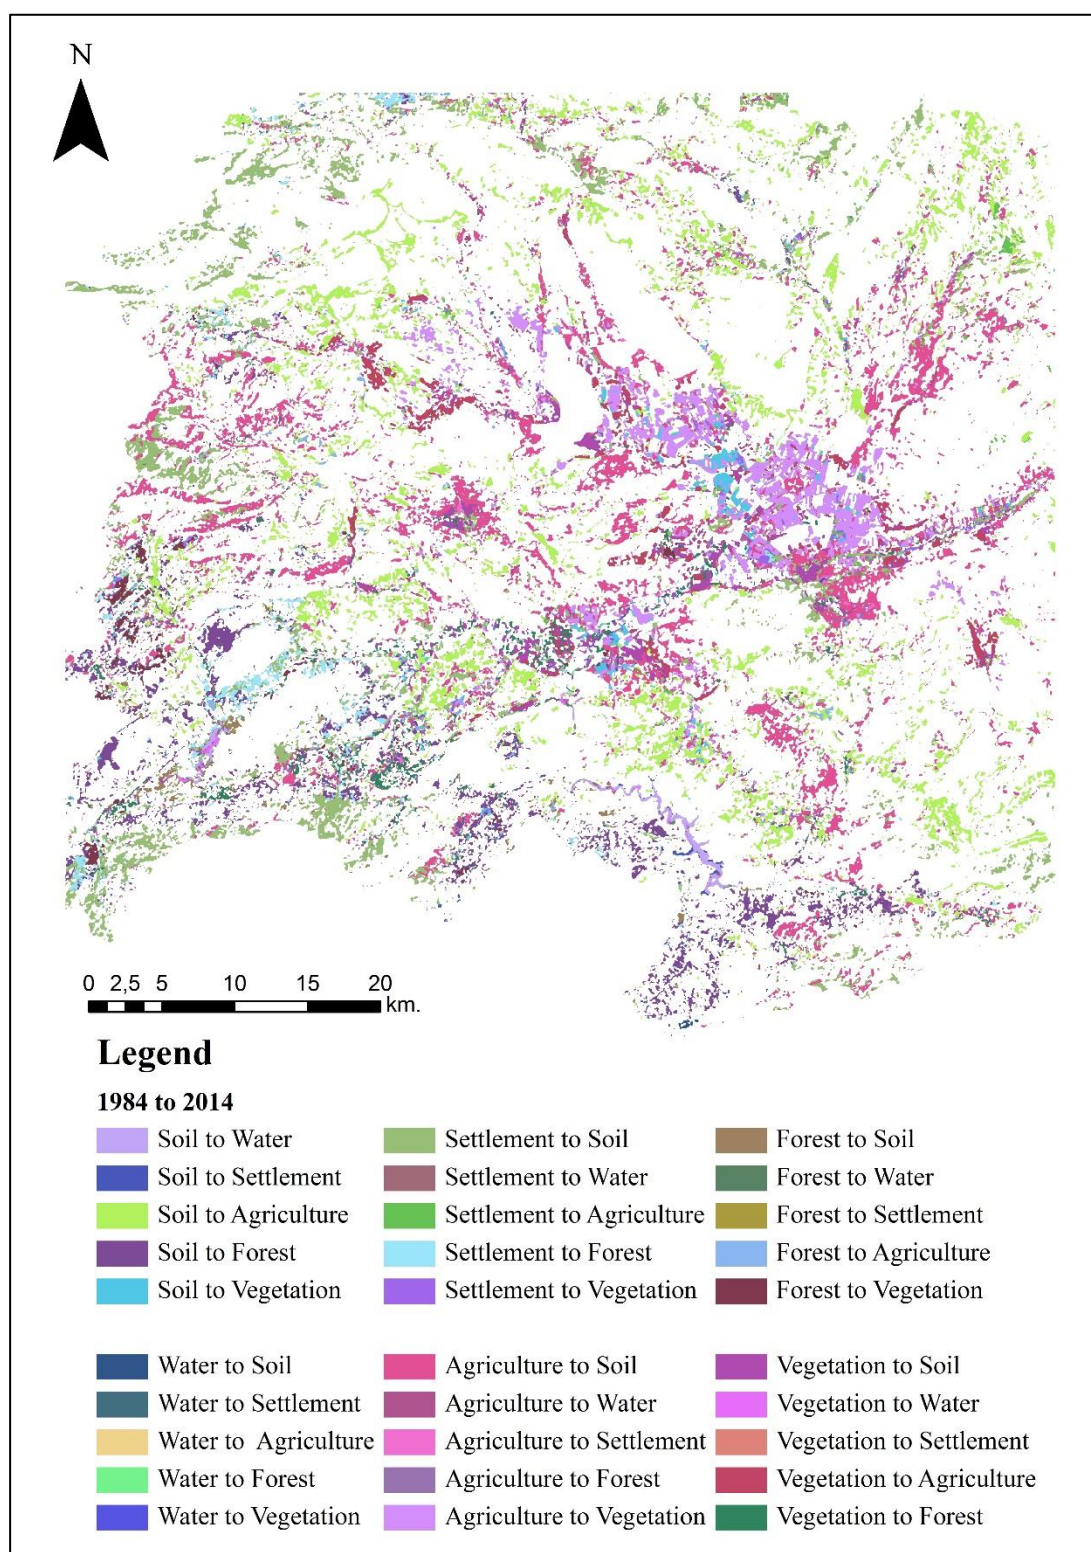 N
0 2,5 5 10 15 20
km.
Legend
1984 to 2014
Soil to Water
Soil to Settlement
Soil to Agriculture
Soil to Forest
Soil to Vegetation
Settlement to Soil
Settlement to Water
Settlement to Agriculture
Settlement to Forest
Settlement to Vegetation
Forest to Soil
Forest to Water
Forest to Settlement
Forest to Agriculture
Forest to Vegetation
Water to Soil
Water to Settlement
Water to Agriculture
Water to Forest
Water to Vegetation
Agriculture to Soil
Agriculture to Water
Agriculture to Settlement
Agriculture to Forest
Agriculture to Vegetation
Vegetation to Soil
Vegetation to Water
Vegetation to Settlement
Vegetation to Agriculture
Vegetation to Forest